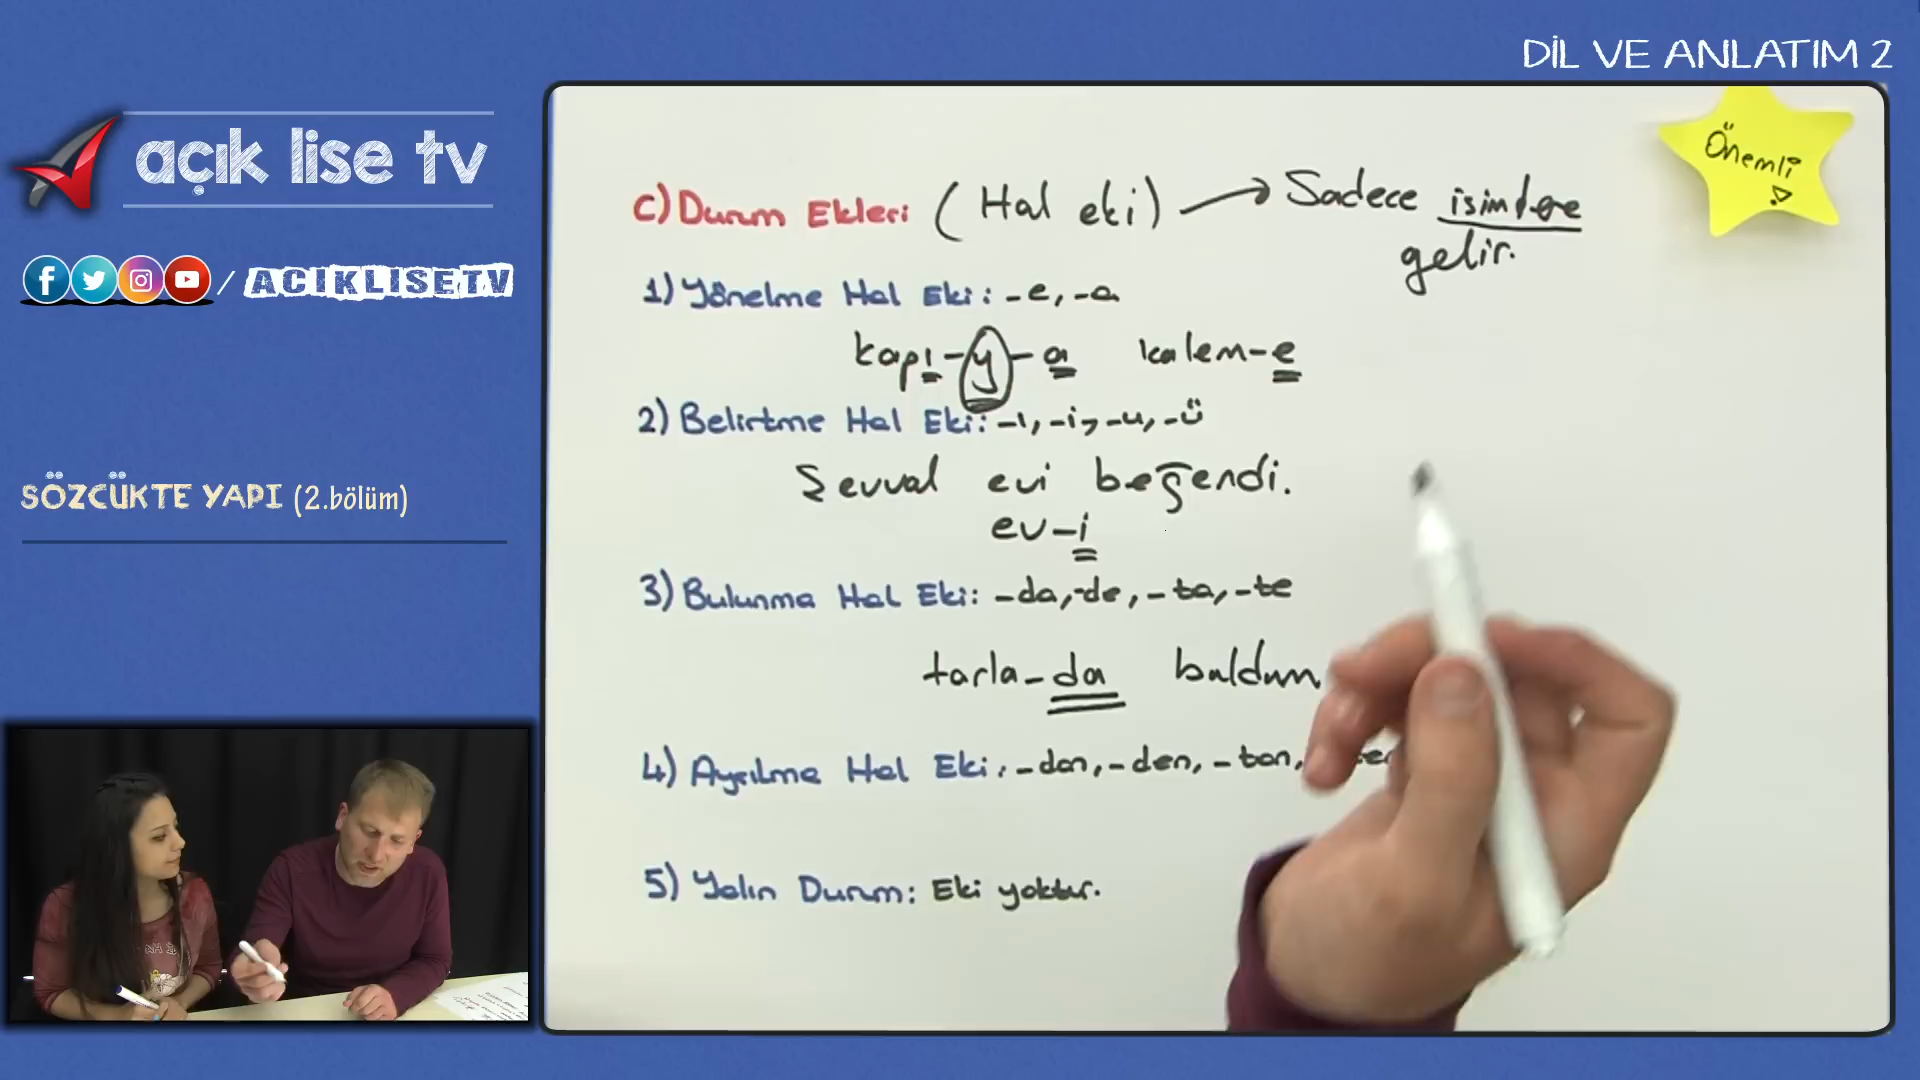 DİL VE ANLATIM 2
açık lise tv
/ ACIKLISETV
SÖZCÜKTE YAPI (2.bölüm)
Önemli
C) Durum Ekleri (Hal eki) → Sadece isimlere
gelir.
1) Yönelme Hal Eki: -e, -a
kapı-y-a kalem-e
2) Belirtme Hal Eki: -ı, -i, -u, -ü
Şevval evi beğendi.
ev-i
3) Bulunma Hal Eki: -da, -de, -ta, -te
tarla-da buldum
4) Ayrılma Hal Eki: -dan, -den, -tan,
5) Yalın Durum: Eki yoktur.